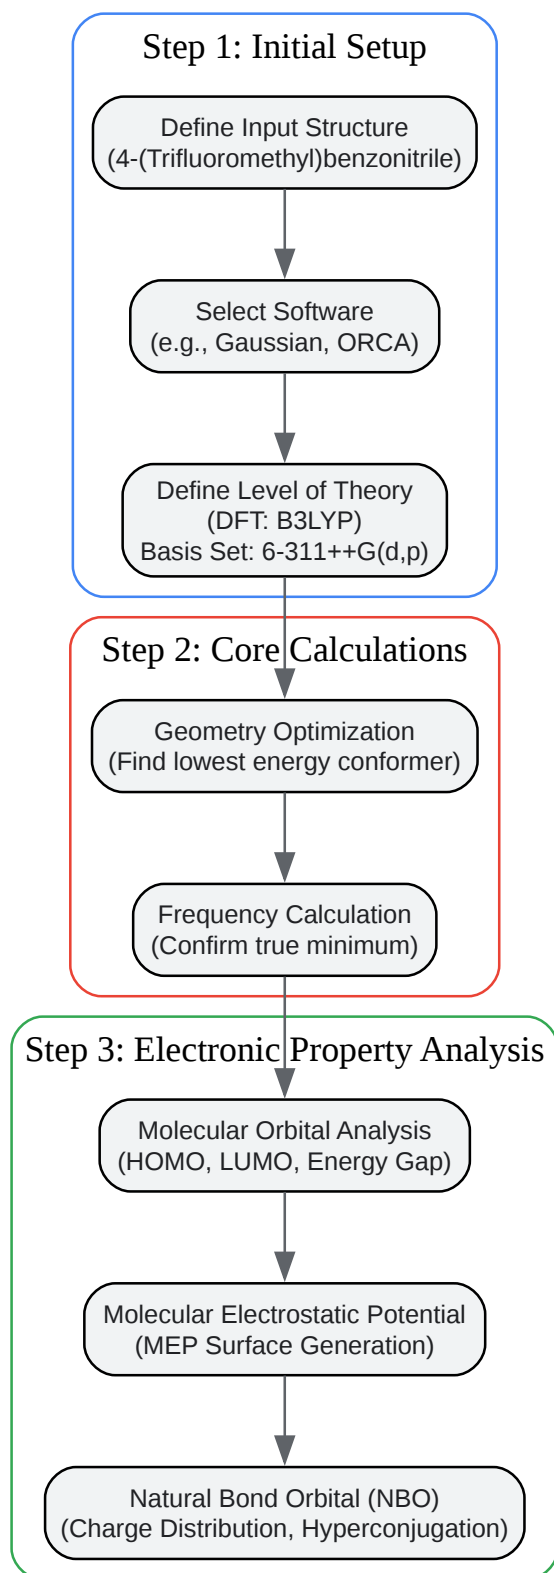 Step 1: Initial Setup
Define Input Structure
(4-(Trifluoromethyl)benzonitrile)
Select Software
(e.g., Gaussian, ORCA)
Define Level of Theory
(DFT: B3LYP)
Basis Set: 6-311++G(d,p)
Step 2: Core Calculations
Geometry Optimization
(Find lowest energy conformer)
Frequency Calculation
(Confirm true minimum)
Step 3: Electronic Property Analysis
Molecular Orbital Analysis
(HOMO, LUMO, Energy Gap)
Molecular Electrostatic Potential
(MEP Surface Generation)
Natural Bond Orbital (NBO)
(Charge Distribution, Hyperconjugation)